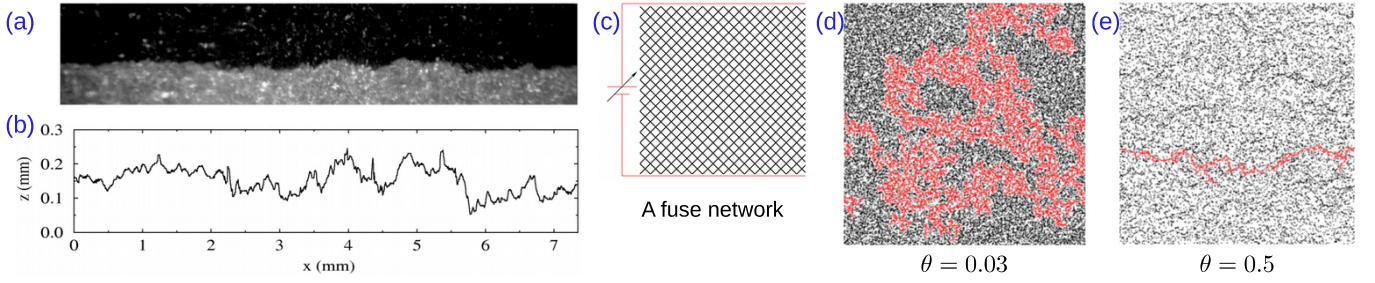 (a)
(b)
0.3
0.2
0.1
0.0
z (mm)
0 1 2 3 4 5 6 7
x (mm)
(c)
A fuse network
(d)
θ = 0.03
(e)
θ = 0.5